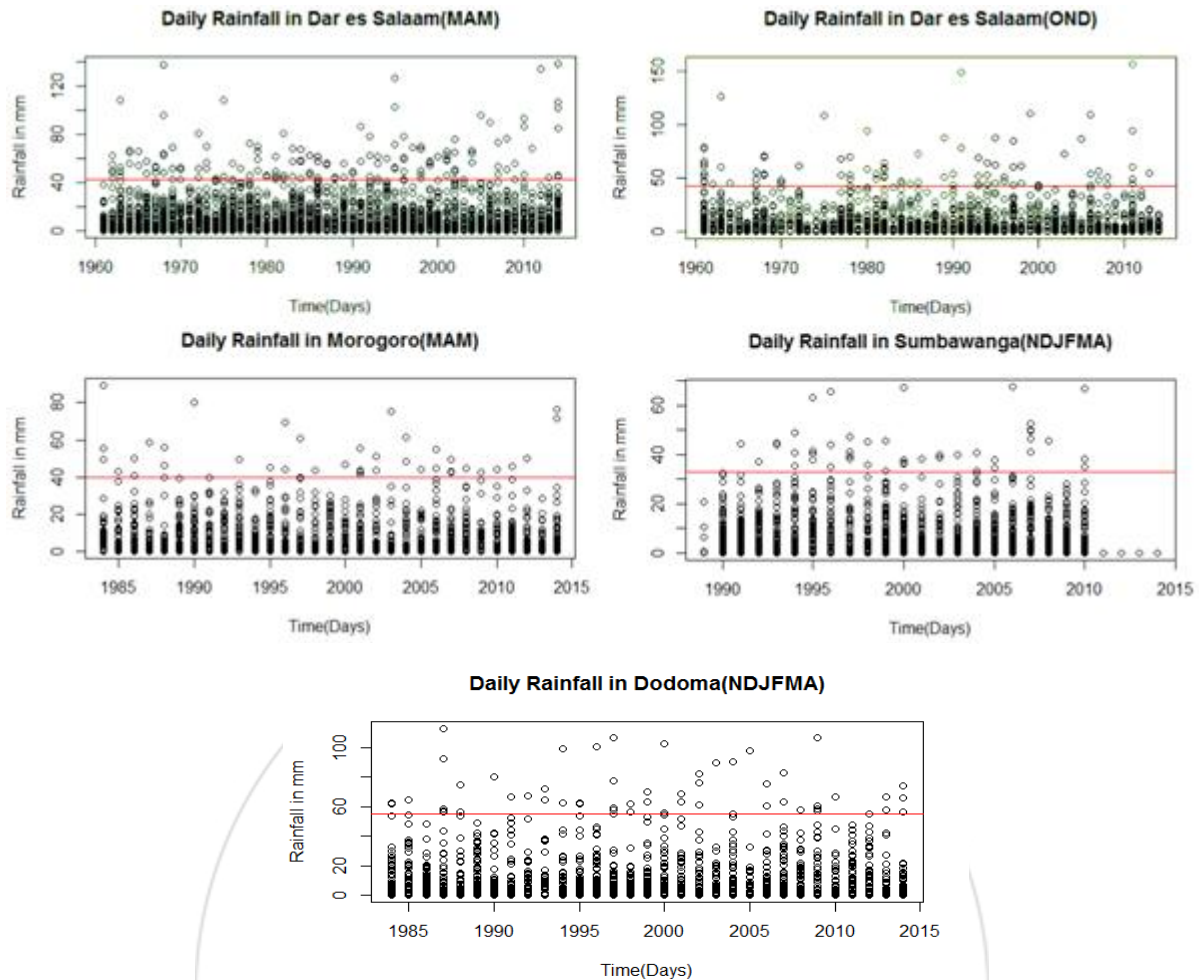 Daily Rainfall in Dar es Salaam(MAM)
Rainfall in mm
0 40 80 120
1960 1970 1980 1990 2000 2010
Time(Days)
Daily Rainfall in Dar es Salaam(OND)
Rainfall in mm
0 50 100 150
1960 1970 1980 1990 2000 2010
Time(Days)
Daily Rainfall in Morogoro(MAM)
Rainfall in mm
0 20 40 60 80
1985 1990 1995 2000 2005 2010 2015
Time(Days)
Daily Rainfall in Sumbawanga(NDJFMA)
Rainfall in mm
0 20 40 60
1990 1995 2000 2005 2010 2015
Time(Days)
Daily Rainfall in Dodoma(NDJFMA)
Rainfall in mm
0 20 60 100
1985 1990 1995 2000 2005 2010 2015
Time(Days)